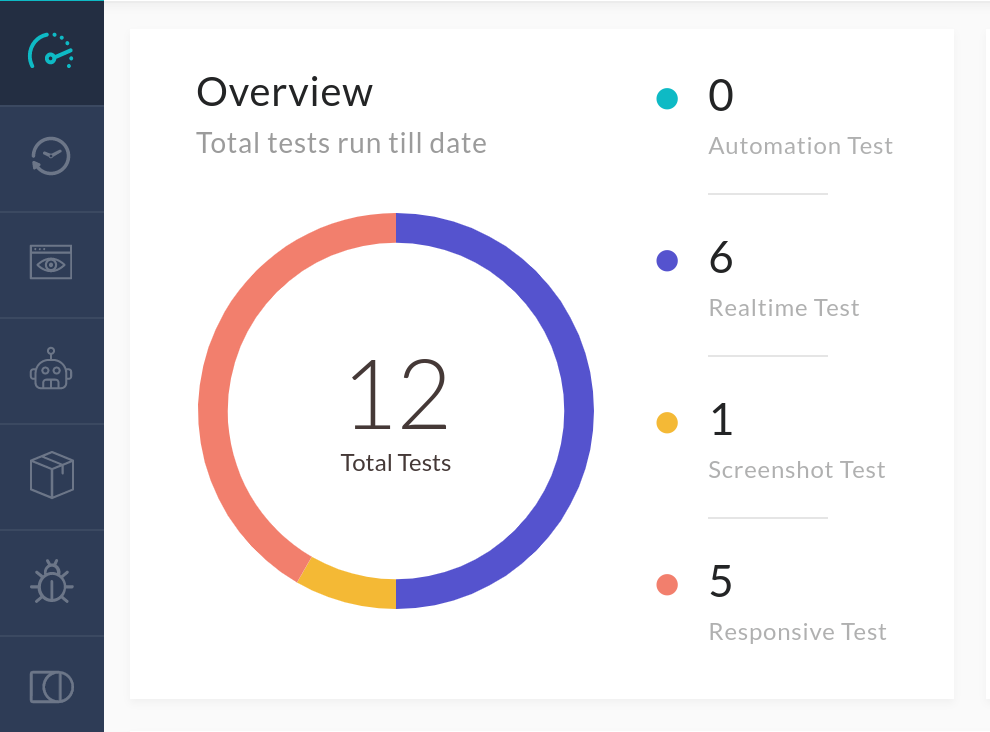 Overview
Total tests run till date
12
Total Tests
0
Automation Test
6
Realtime Test
1
Screenshot Test
5
Responsive Test